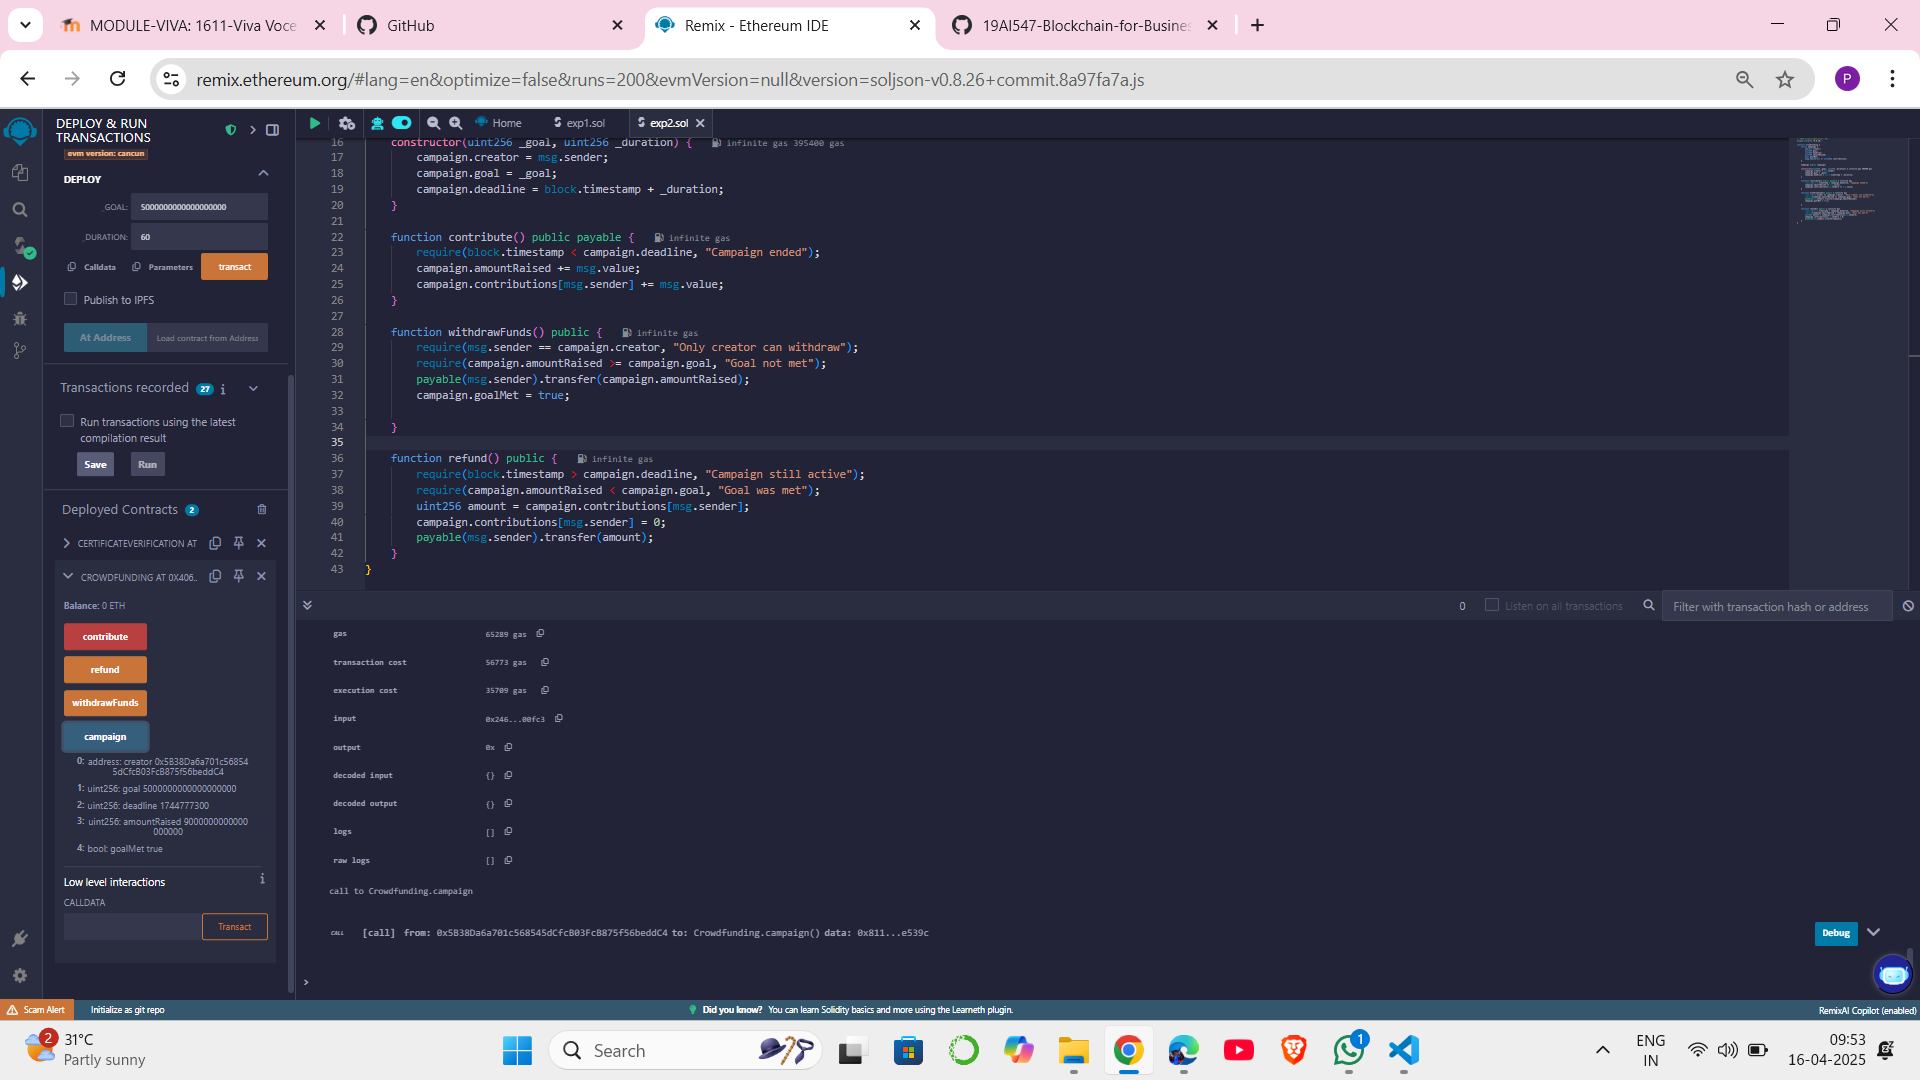 MODULE-VIVA: 1611-Viva Voce
GitHub
Remix - Ethereum IDE
19AI547-Blockchain-for-Busines
remix.ethereum.org/#lang=en&optimize=false&runs=200&evmVersion=null&version=soljson-v0.8.26+commit.8a97fa7a.js
P
DEPLOY & RUN
TRANSACTIONS
evm version: cancun
DEPLOY
_GOAL: 5000000000000000000
_DURATION: 60
Calldata Parameters transact
Publish to IPFS
At Address Load contract from Address
Transactions recorded 27 i
Run transactions using the latest
compilation result
Save Run
Deployed Contracts 2
CERTIFICATEVERIFICATION AT
CROWDFUNDING AT 0X406..
Balance: 0 ETH
contribute
refund
withdrawFunds
campaign
0: address: creator 0x5B38Da6a701c56854
5dCfcB03FcB875f56beddC4
1: uint256: goal 5000000000000000000
2: uint256: deadline 1744777300
3: uint256: amountRaised 9000000000000
000000
4: bool: goalMet true
Low level interactions i
CALLDATA
Transact
Home exp1.sol exp2.sol
16 constructor(uint256 _goal, uint256 _duration) { infinite gas 395400 gas
17 campaign.creator = msg.sender;
18 campaign.goal = _goal;
19 campaign.deadline = block.timestamp + _duration;
20 }
21
22 function contribute() public payable { infinite gas
23 require(block.timestamp < campaign.deadline, "Campaign ended");
24 campaign.amountRaised += msg.value;
25 campaign.contributions[msg.sender] += msg.value;
26 }
27
28 function withdrawFunds() public { infinite gas
29 require(msg.sender == campaign.creator, "Only creator can withdraw");
30 require(campaign.amountRaised >= campaign.goal, "Goal not met");
31 payable(msg.sender).transfer(campaign.amountRaised);
32 campaign.goalMet = true;
33
34 }
35
36 function refund() public { infinite gas
37 require(block.timestamp > campaign.deadline, "Campaign still active");
38 require(campaign.amountRaised < campaign.goal, "Goal was met");
39 uint256 amount = campaign.contributions[msg.sender];
40 campaign.contributions[msg.sender] = 0;
41 payable(msg.sender).transfer(amount);
42 }
43 }
0 Listen on all transactions Filter with transaction hash or address
gas 65289 gas
transaction cost 56773 gas
execution cost 35709 gas
input 0x246...00fc3
output 0x
decoded input {}
decoded output {}
logs []
raw logs []
call to Crowdfunding.campaign
CALL [call] from: 0x5B38Da6a701c568545dCfcB03FcB875f56beddC4 to: Crowdfunding.campaign() data: 0x811...e539c
Debug
>
Scam Alert Initialize as git repo Did you know? You can learn Solidity basics and more using the Learneth plugin. RemixAI Copilot (enabled)
2 31°C
Partly sunny
Search
1
ENG
IN
09:53
16-04-2025